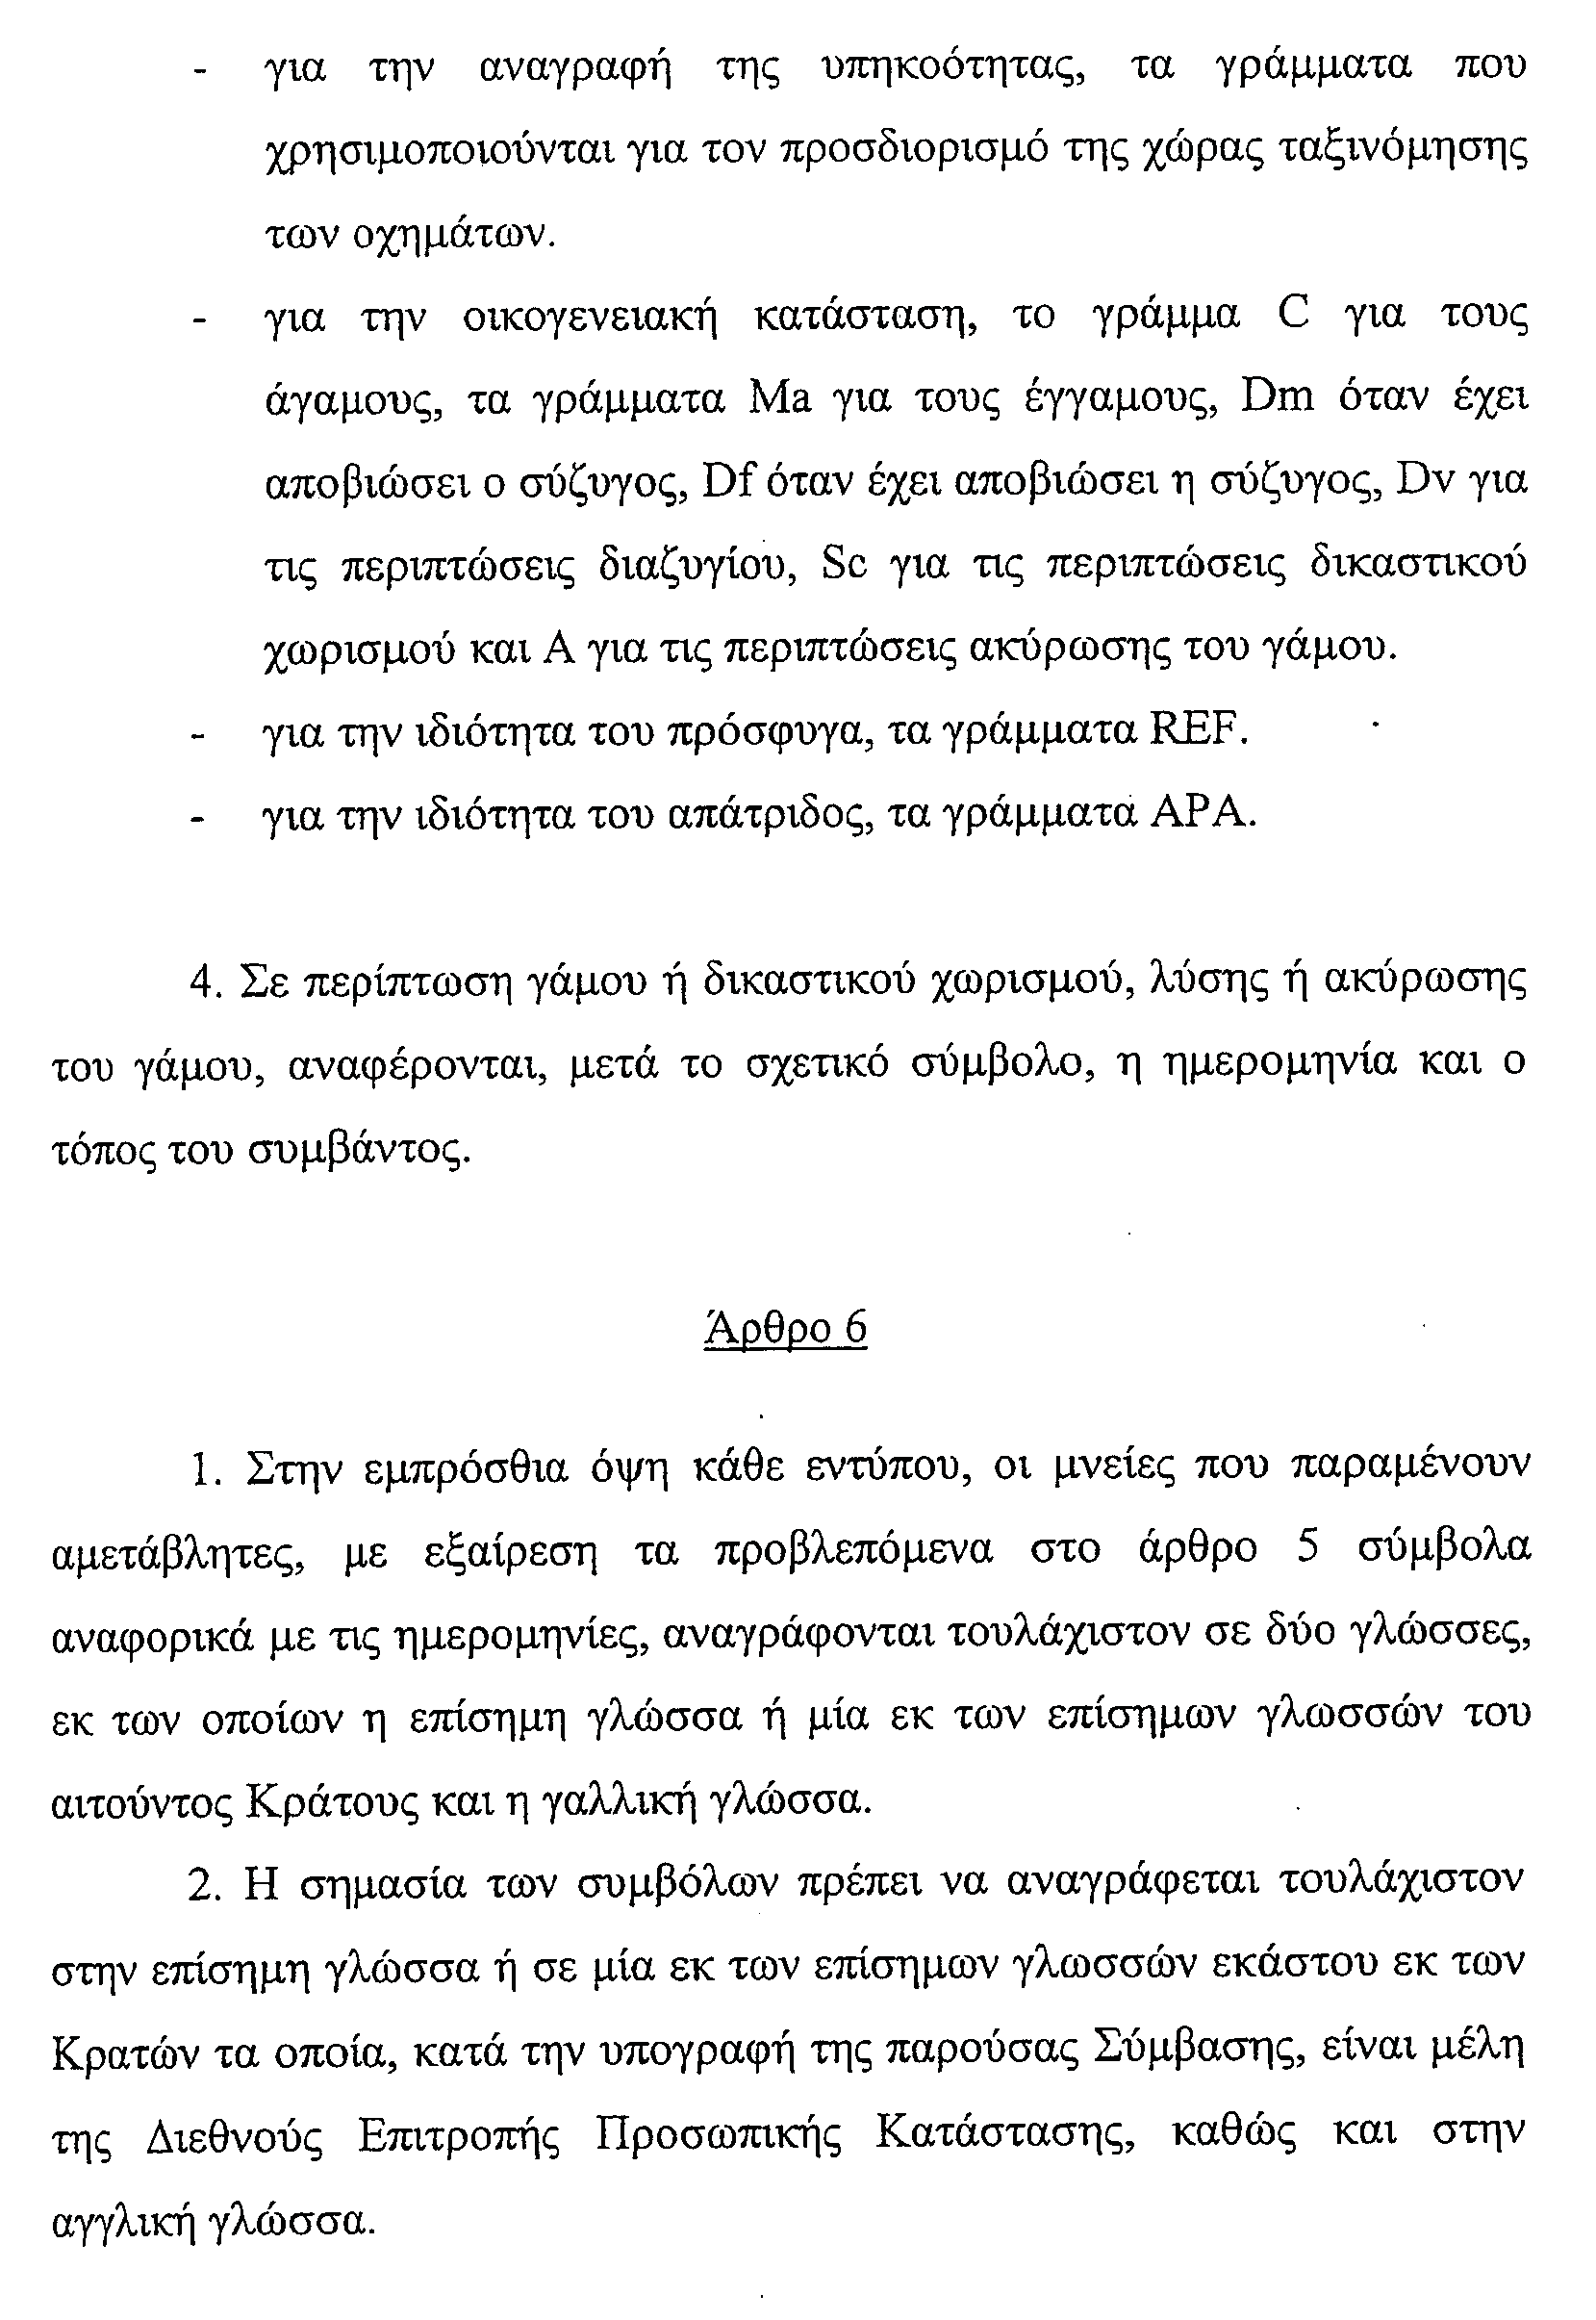 - για την αναγραφή της υπηκοότητας, τα γράμματα που
χρησιμοποιούνται για τον προσδιορισμό της χώρας ταξινόμησης
των οχημάτων.
- για την οικογενειακή κατάσταση, το γράμμα C για τους
άγαμους, τα γράμματα Ma για τους έγγαμους, Dm όταν έχει
αποβιώσει ο σύζυγος, Df όταν έχει αποβιώσει η σύζυγος, Dv για
τις περιπτώσεις διαζυγίου, Sc για τις περιπτώσεις δικαστικού
χωρισμού και A για τις περιπτώσεις ακύρωσης του γάμου.
- για την ιδιότητα του πρόσφυγα, τα γράμματα REF.
- για την ιδιότητα του απάτριδος, τα γράμματα APA.
4. Σε περίπτωση γάμου ή δικαστικού χωρισμού, λύσης ή ακύρωσης
του γάμου, αναφέρονται, μετά το σχετικό σύμβολο, η ημερομηνία και ο
τόπος του συμβάντος.
Άρθρο 6
1. Στην εμπρόσθια όψη κάθε εντύπου, οι μνείες που παραμένουν
αμετάβλητες, με εξαίρεση τα προβλεπόμενα στο άρθρο 5 σύμβολα
αναφορικά με τις ημερομηνίες, αναγράφονται τουλάχιστον σε δύο γλώσσες,
εκ των οποίων η επίσημη γλώσσα ή μία εκ των επίσημων γλωσσών του
αιτούντος Κράτους και η γαλλική γλώσσα.
2. Η σημασία των συμβόλων πρέπει να αναγράφεται τουλάχιστον
στην επίσημη γλώσσα ή σε μία εκ των επίσημων γλωσσών εκάστου εκ των
Κρατών τα οποία, κατά την υπογραφή της παρούσας Σύμβασης, είναι μέλη
της Διεθνούς Επιτροπής Προσωπικής Κατάστασης, καθώς και στην
αγγλική γλώσσα.